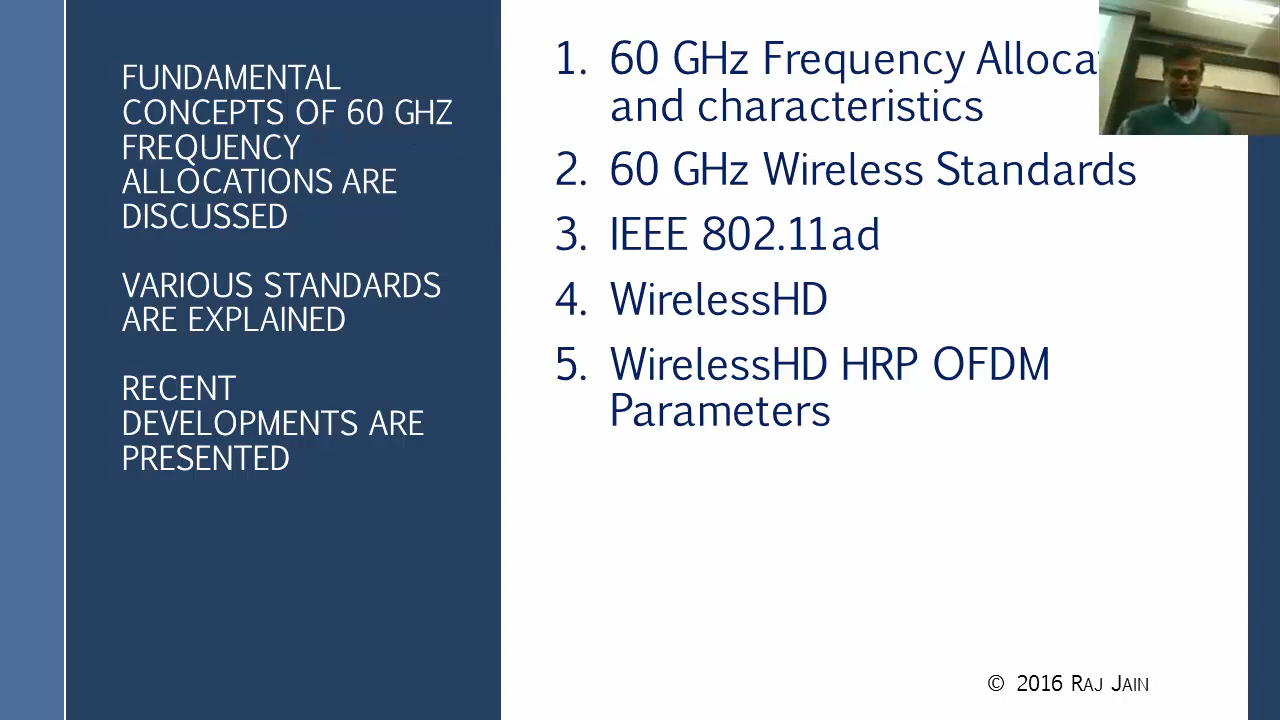 FUNDAMENTAL
CONCEPTS OF 60 GHZ
FREQUENCY
ALLOCATIONS ARE
DISCUSSED
VARIOUS STANDARDS
ARE EXPLAINED
RECENT
DEVELOPMENTS ARE
PRESENTED
1. 60 GHz Frequency
and characteristics
2. 60 GHz Wireless Standards
3. IEEE 802.11ad
4. WirelessHD
5. WirelessHD HRP OFDM
Parameters
© 2016 RAJ JAIN